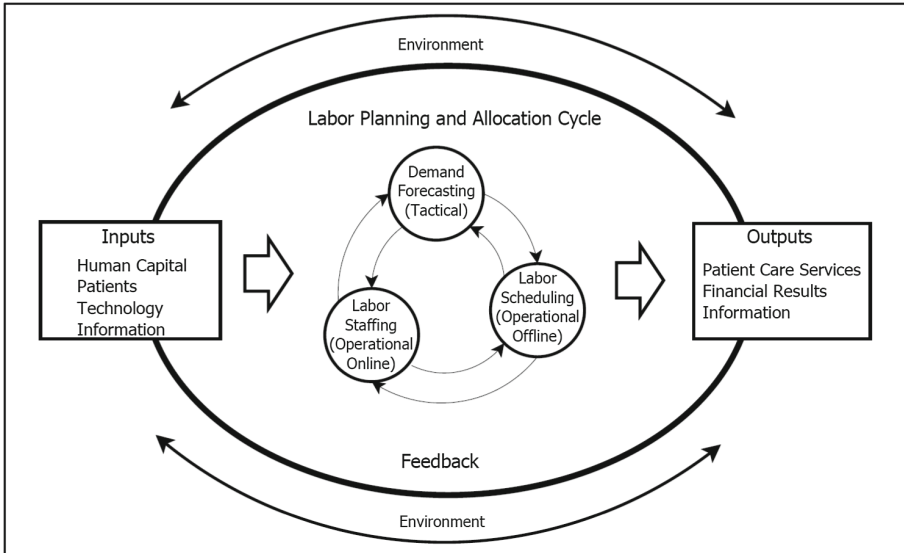 Environment
Labor Planning and Allocation Cycle
Demand
Forecasting
(Tactical)
Inputs
Human Capital
Patients
Technology
Information
Labor
Staffing
(Operational
Online)
Labor
Scheduling
(Operational
Offline)
Outputs
Patient Care Services
Financial Results
Information
Feedback
Environment